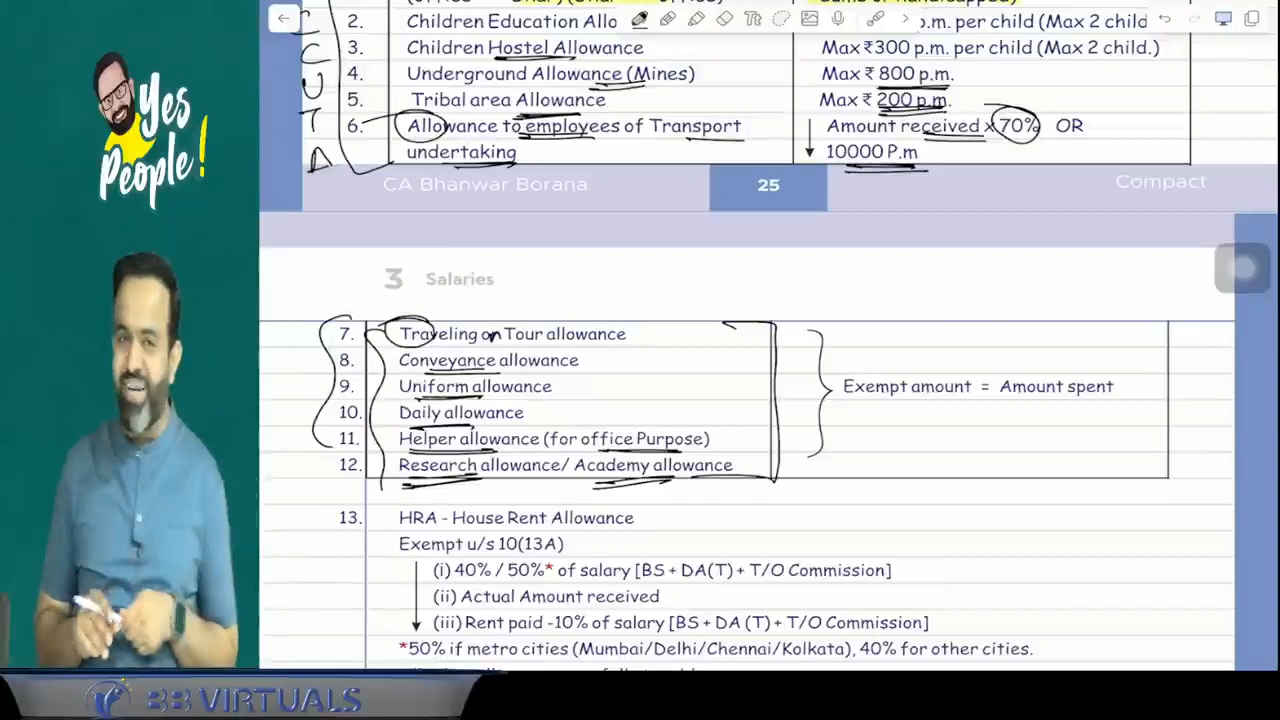 2. Children Education Allo p.m. per child (Max 2 child
3. Children Hostel Allowance Max ₹300 p.m. per child (Max 2 child.)
4. Underground Allowance (Mines) Max ₹ 800 p.m.
5. Tribal area Allowance Max ₹ 200 p.m.
6. Allowance to employees of Transport Amount received x 70% OR
undertaking 10000 P.m
Yes
People!
CA Bhanwar Borana 25 Compact
3 Salaries
7. Traveling on Tour allowance
8. Conveyance allowance
9. Uniform allowance Exempt amount = Amount spent
10. Daily allowance
11. Helper allowance (for office Purpose)
12. Research allowance/ Academy allowance
13. HRA - House Rent Allowance
Exempt u/s 10(13A)
(i) 40% / 50%* of salary [BS + DA(T) + T/O Commission]
(ii) Actual Amount received
(iii) Rent paid -10% of salary [BS + DA (T) + T/O Commission]
*50% if metro cities (Mumbai/Delhi/Chennai/Kolkata), 40% for other cities.
BB VIRTUALS